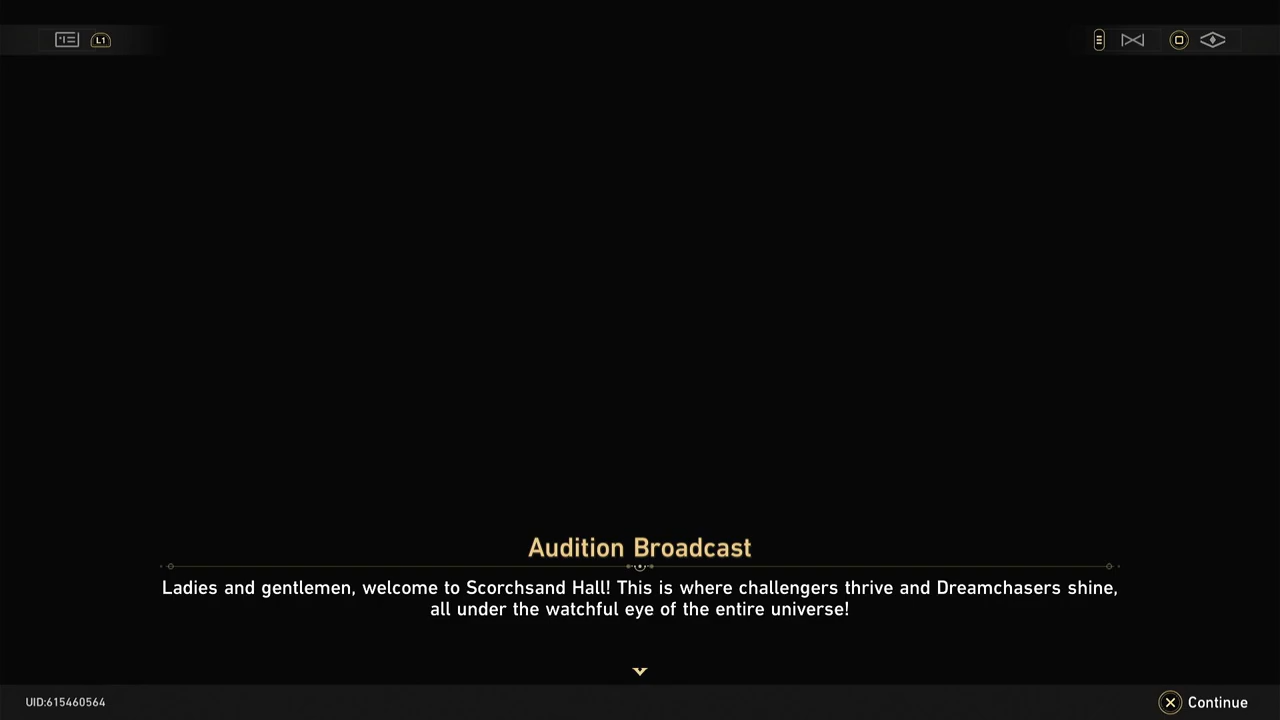 L1
Audition Broadcast
Ladies and gentlemen, welcome to Scorchsand Hall! This is where challengers thrive and Dreamchasers shine,
all under the watchful eye of the entire universe!
UID:615460564
Continue